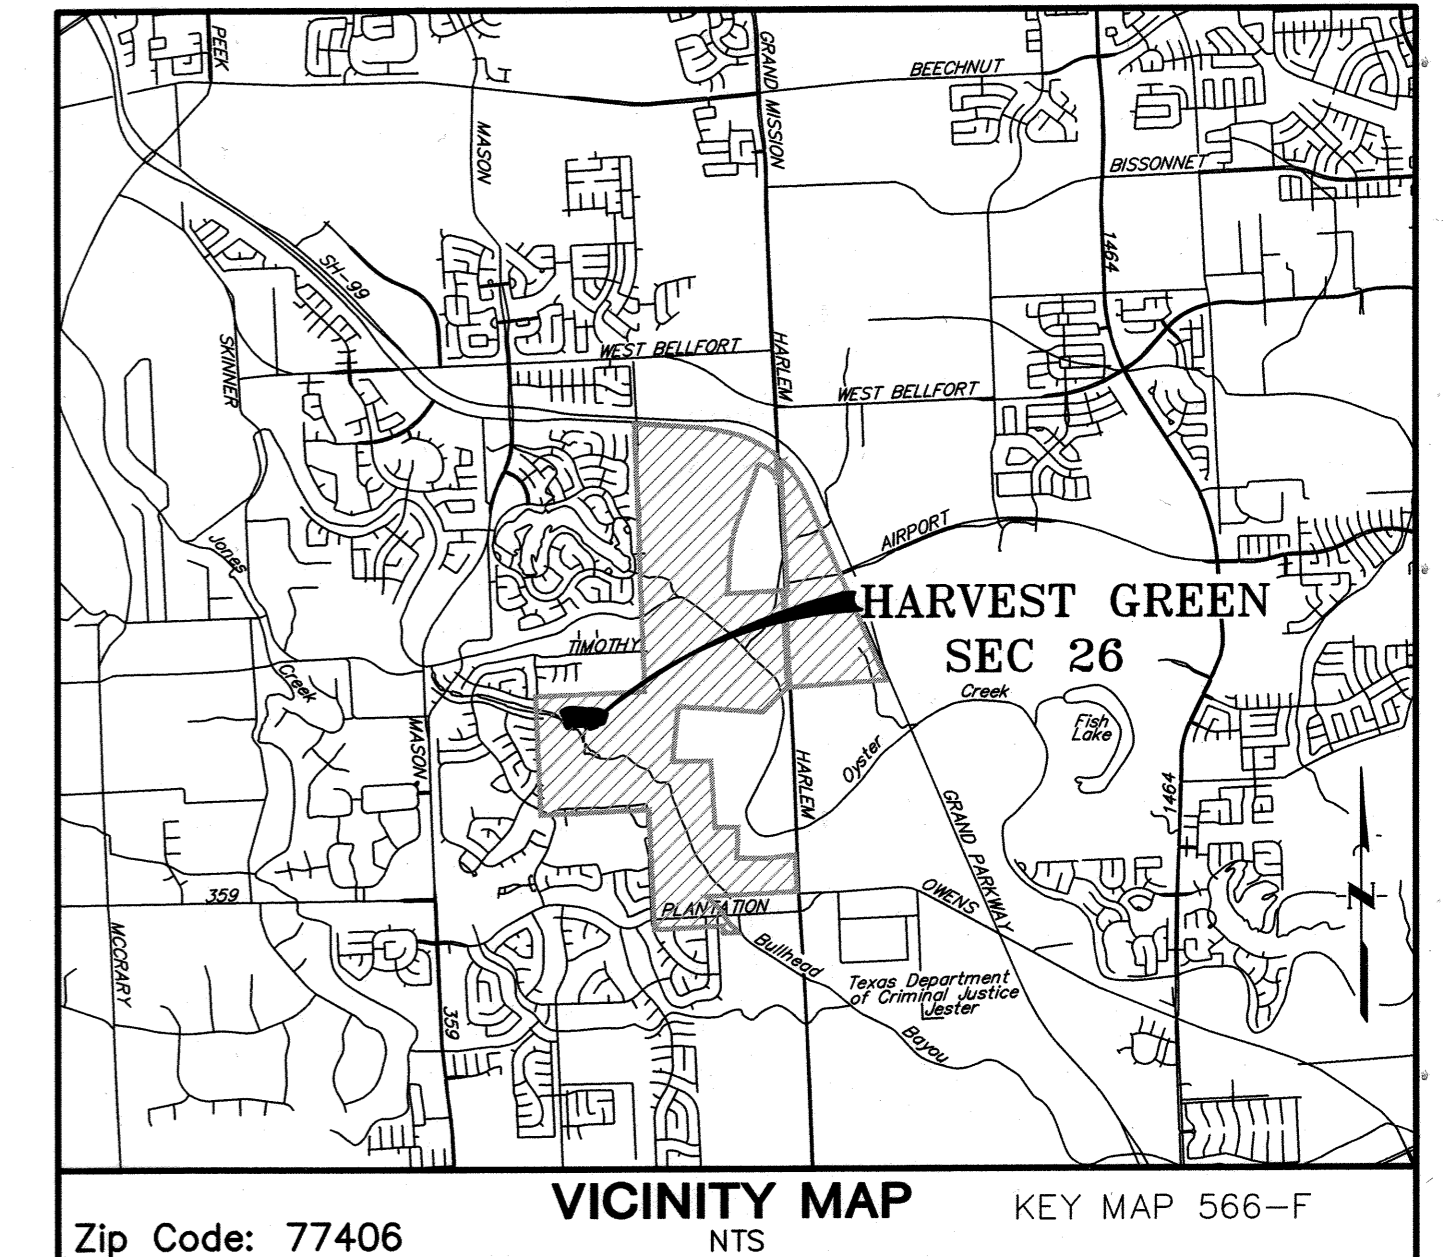 PEEK
GRAND MISSION
BEECHNUT
MASON
BISSONNET
1464
SH-99
SKINNER
WEST BELLFORT
HARLEM
WEST BELLFORT
AIRPORT
Jones
HARVEST GREEN
SEC 26
TIMOTHY
Creek
Creek
Fish
Lake
MASON
HARLEM
Oyster
1464
GRAND PARKWAY
359
OWENS
PLANTATION
N
MCCRARY
Bullhead
Texas Department
of Criminal Justice
Jester
359
Bayou
VICINITY MAP
KEY MAP 566-F
Zip Code: 77406
NTS